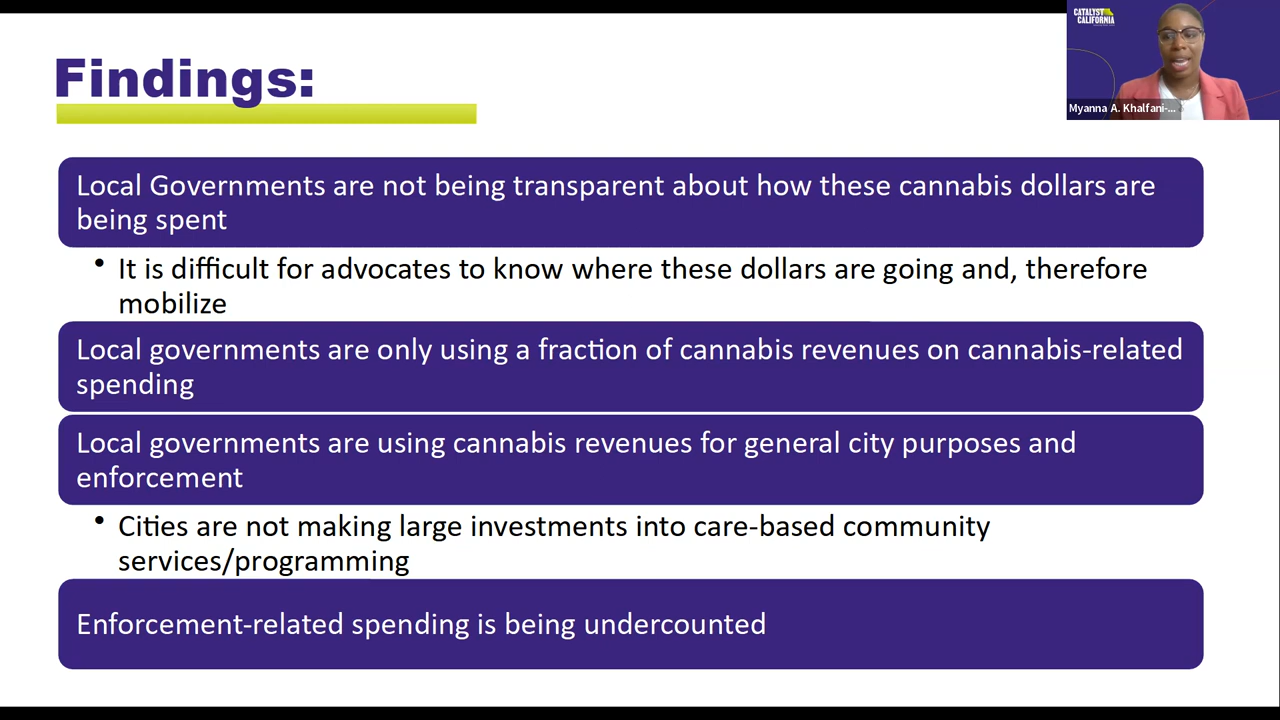 Findings:
CATALYST
CALIFORNIA
Myanna A. Khalfani-...
Local Governments are not being transparent about how these cannabis dollars are
being spent
• It is difficult for advocates to know where these dollars are going and, therefore
mobilize
Local governments are only using a fraction of cannabis revenues on cannabis-related
spending
Local governments are using cannabis revenues for general city purposes and
enforcement
• Cities are not making large investments into care-based community
services/programming
Enforcement-related spending is being undercounted